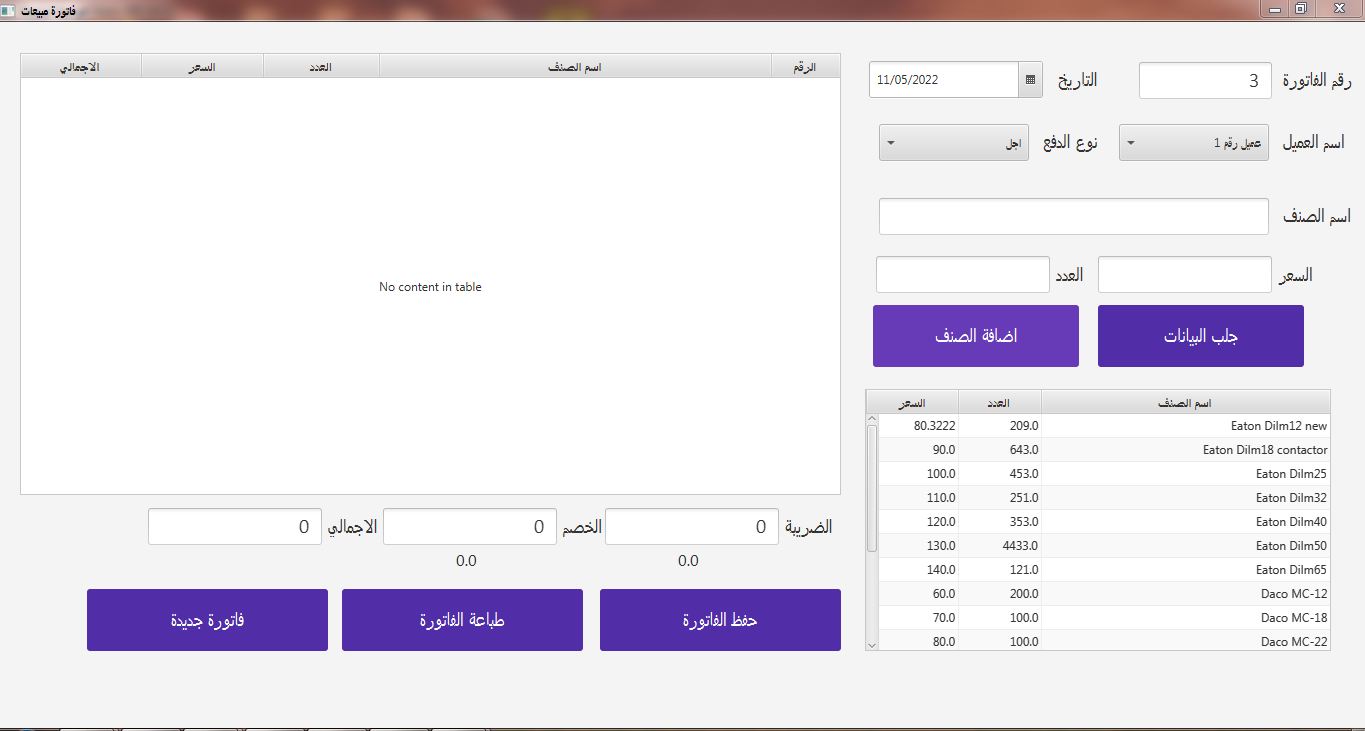 فاتورة مبيعات
رقم الفاتورة 3 التاريخ 11/05/2022
اسم العميل عميل رقم 1 نوع الدفع اجل
اسم الصنف
السعر العدد
جلب البيانات اضافة الصنف
اسم الصنف العدد السعر
Eaton Dilm12 new 209.0 80.3222
Eaton Dilm18 contactor 643.0 90.0
Eaton Dilm25 453.0 100.0
Eaton Dilm32 251.0 110.0
Eaton Dilm40 353.0 120.0
Eaton Dilm50 4433.0 130.0
Eaton Dilm65 121.0 140.0
Daco MC-12 200.0 60.0
Daco MC-18 100.0 70.0
Daco MC-22 100.0 80.0
الرقم اسم الصنف العدد السعر الاجمالي
No content in table
الضريبة 0 الخصم 0 الاجمالي 0
0.0 0.0
حفظ الفاتورة طباعة الفاتورة فاتورة جديدة